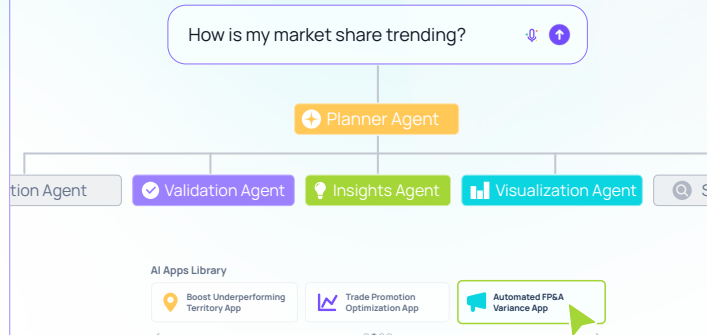 How is my market share trending?
Planner Agent
tion Agent
Validation Agent
Insights Agent
Visualization Agent
S
AI Apps Library
Boost Underperforming
Territory App
Trade Promotion
Optimization App
Automated FP&A
Variance App